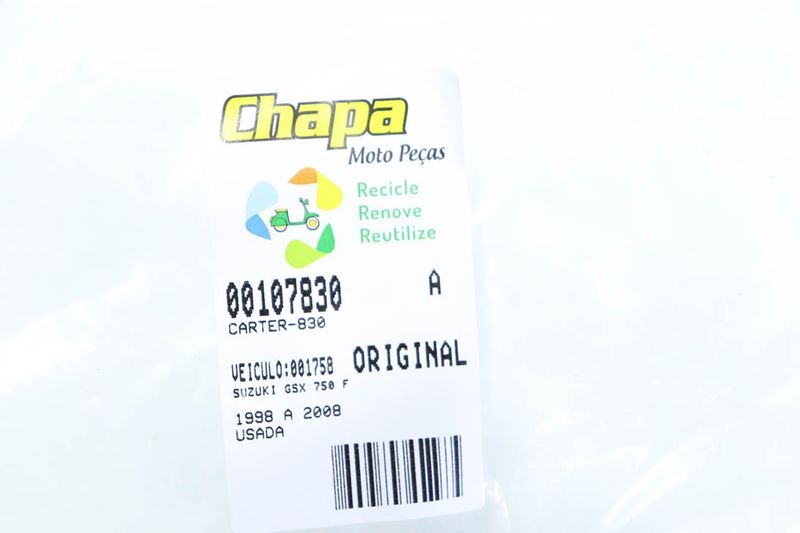 Chapa
Moto Peças
Recicle
Renove
Reutilize
00107830 A
CARTER-830
VEICULO:001758 ORIGINAL
SUZUKI GSX 750 F
1998 A 2008
USADA